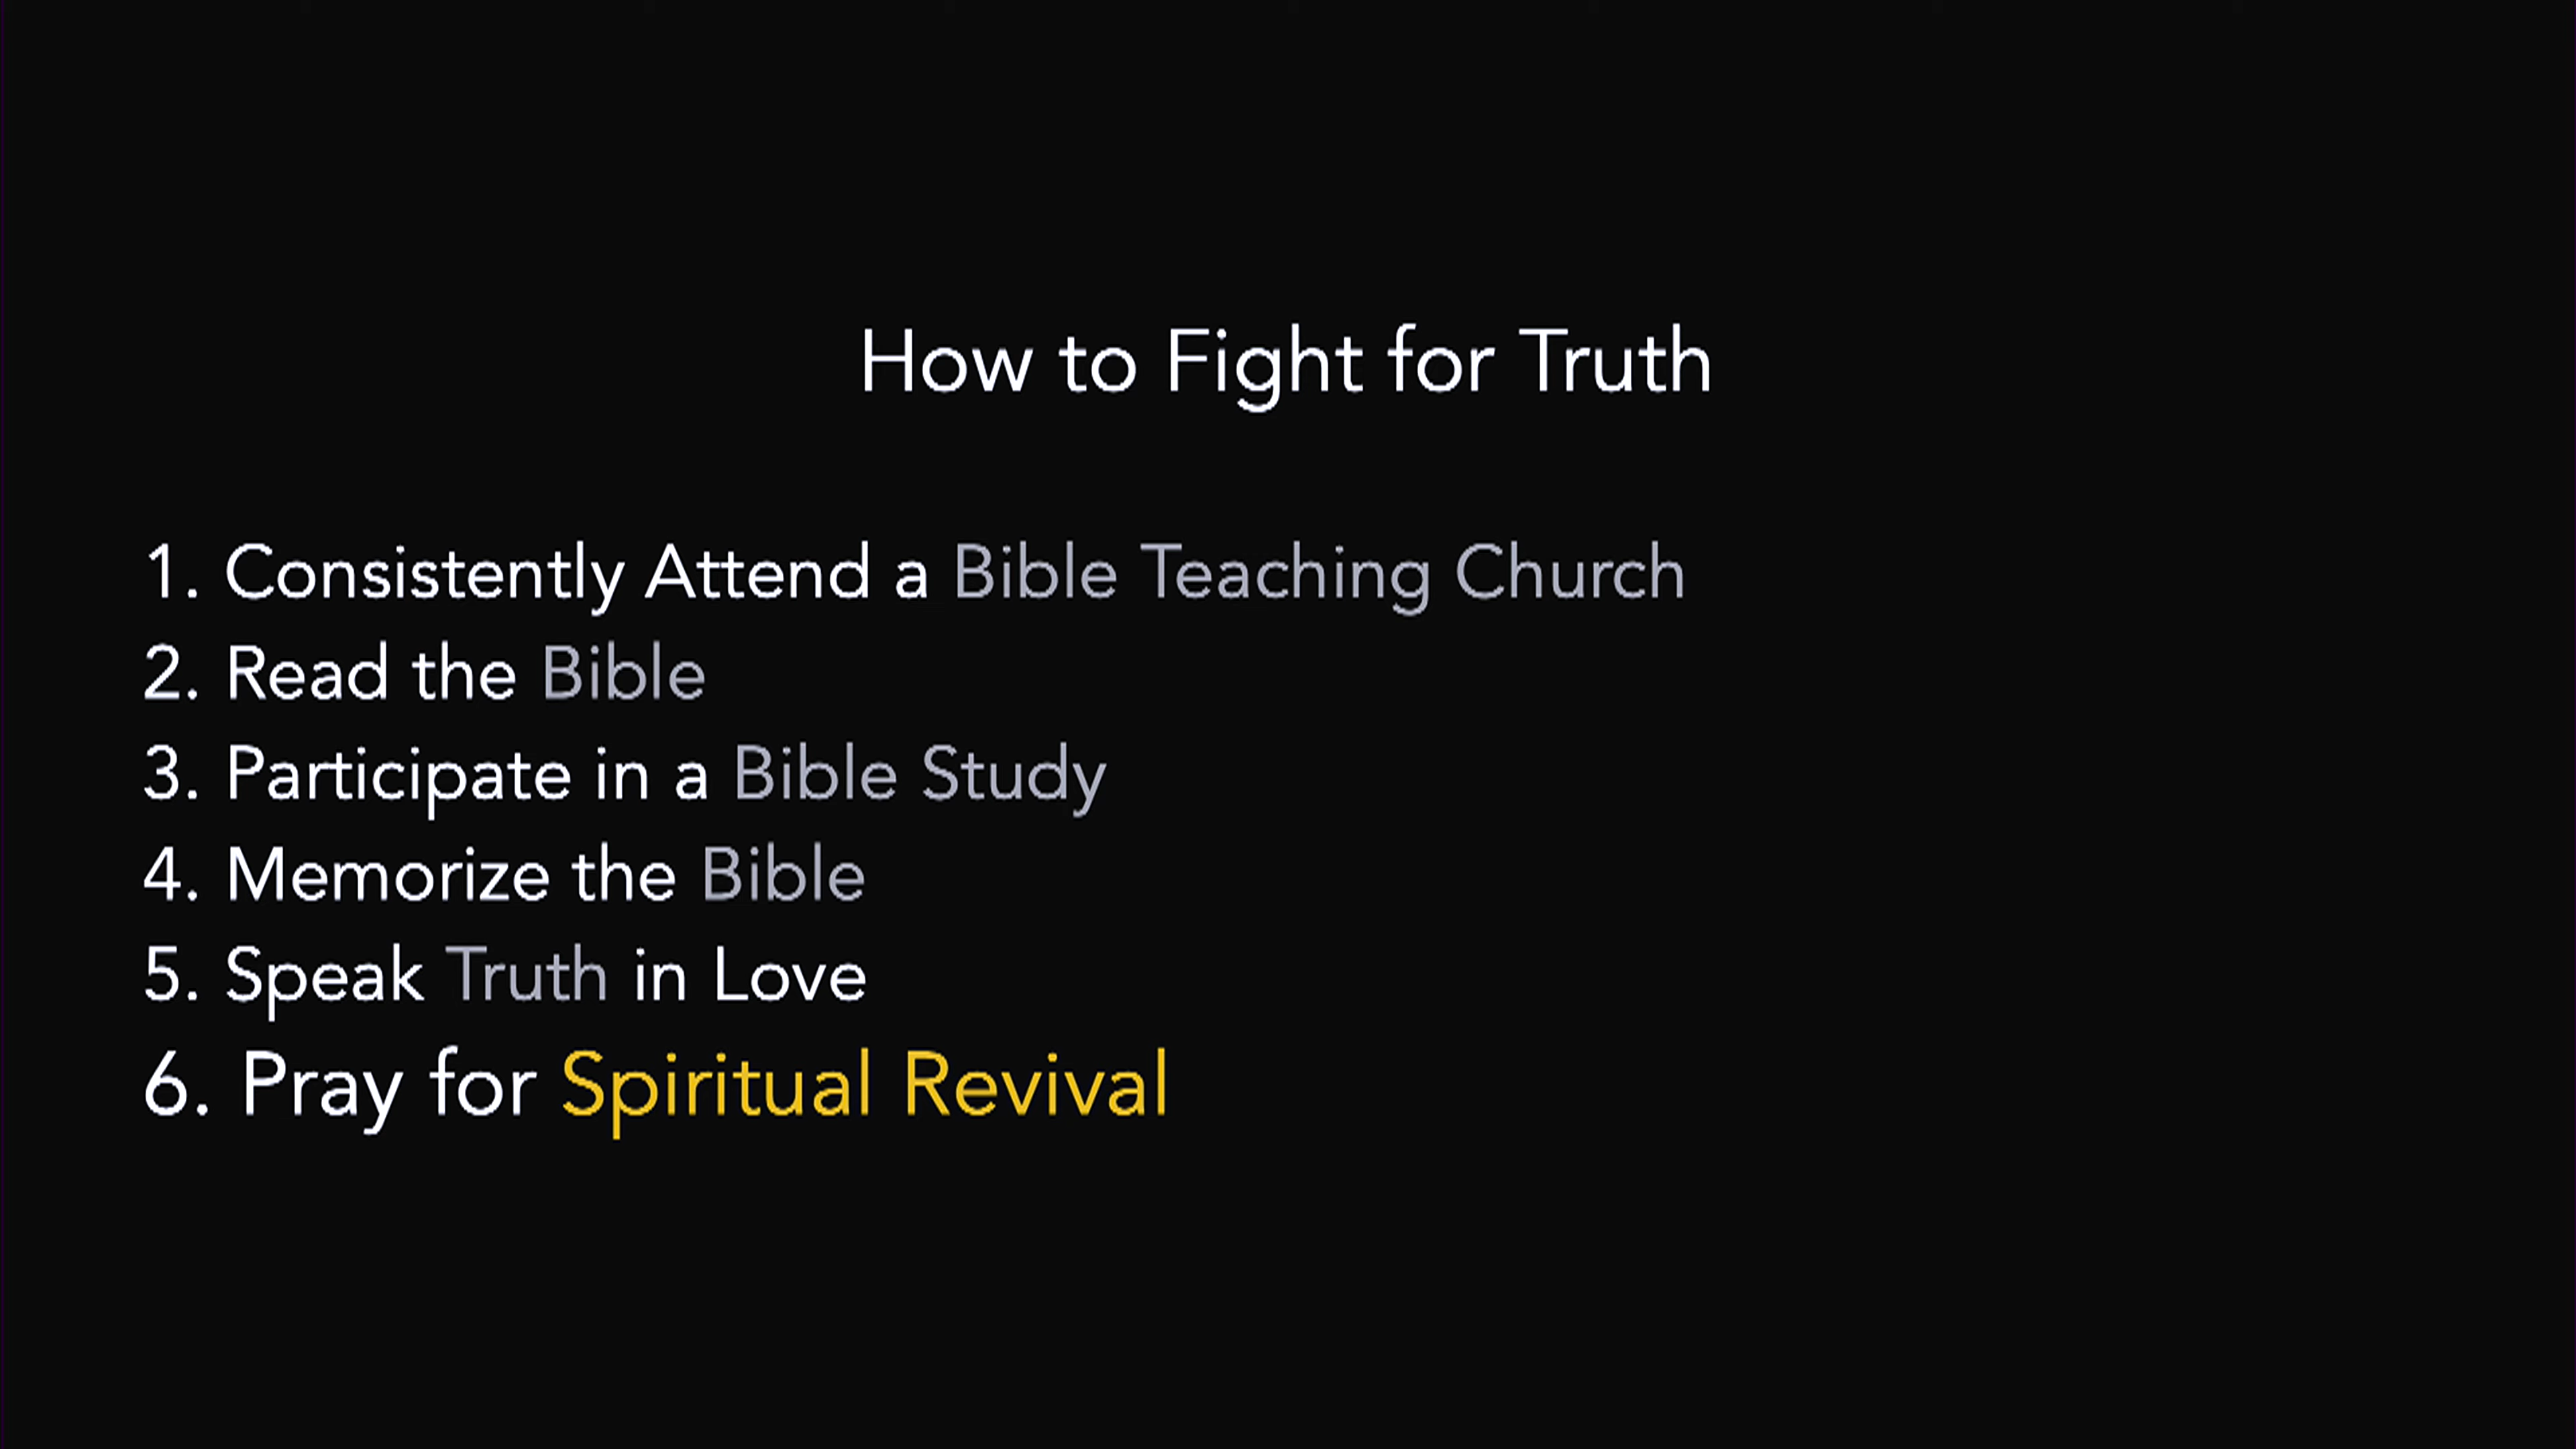 How to Fight for Truth
1. Consistently Attend a Bible Teaching Church
2. Read the Bible
3. Participate in a Bible Study
4. Memorize the Bible
5. Speak Truth in Love
6. Pray for Spiritual Revival